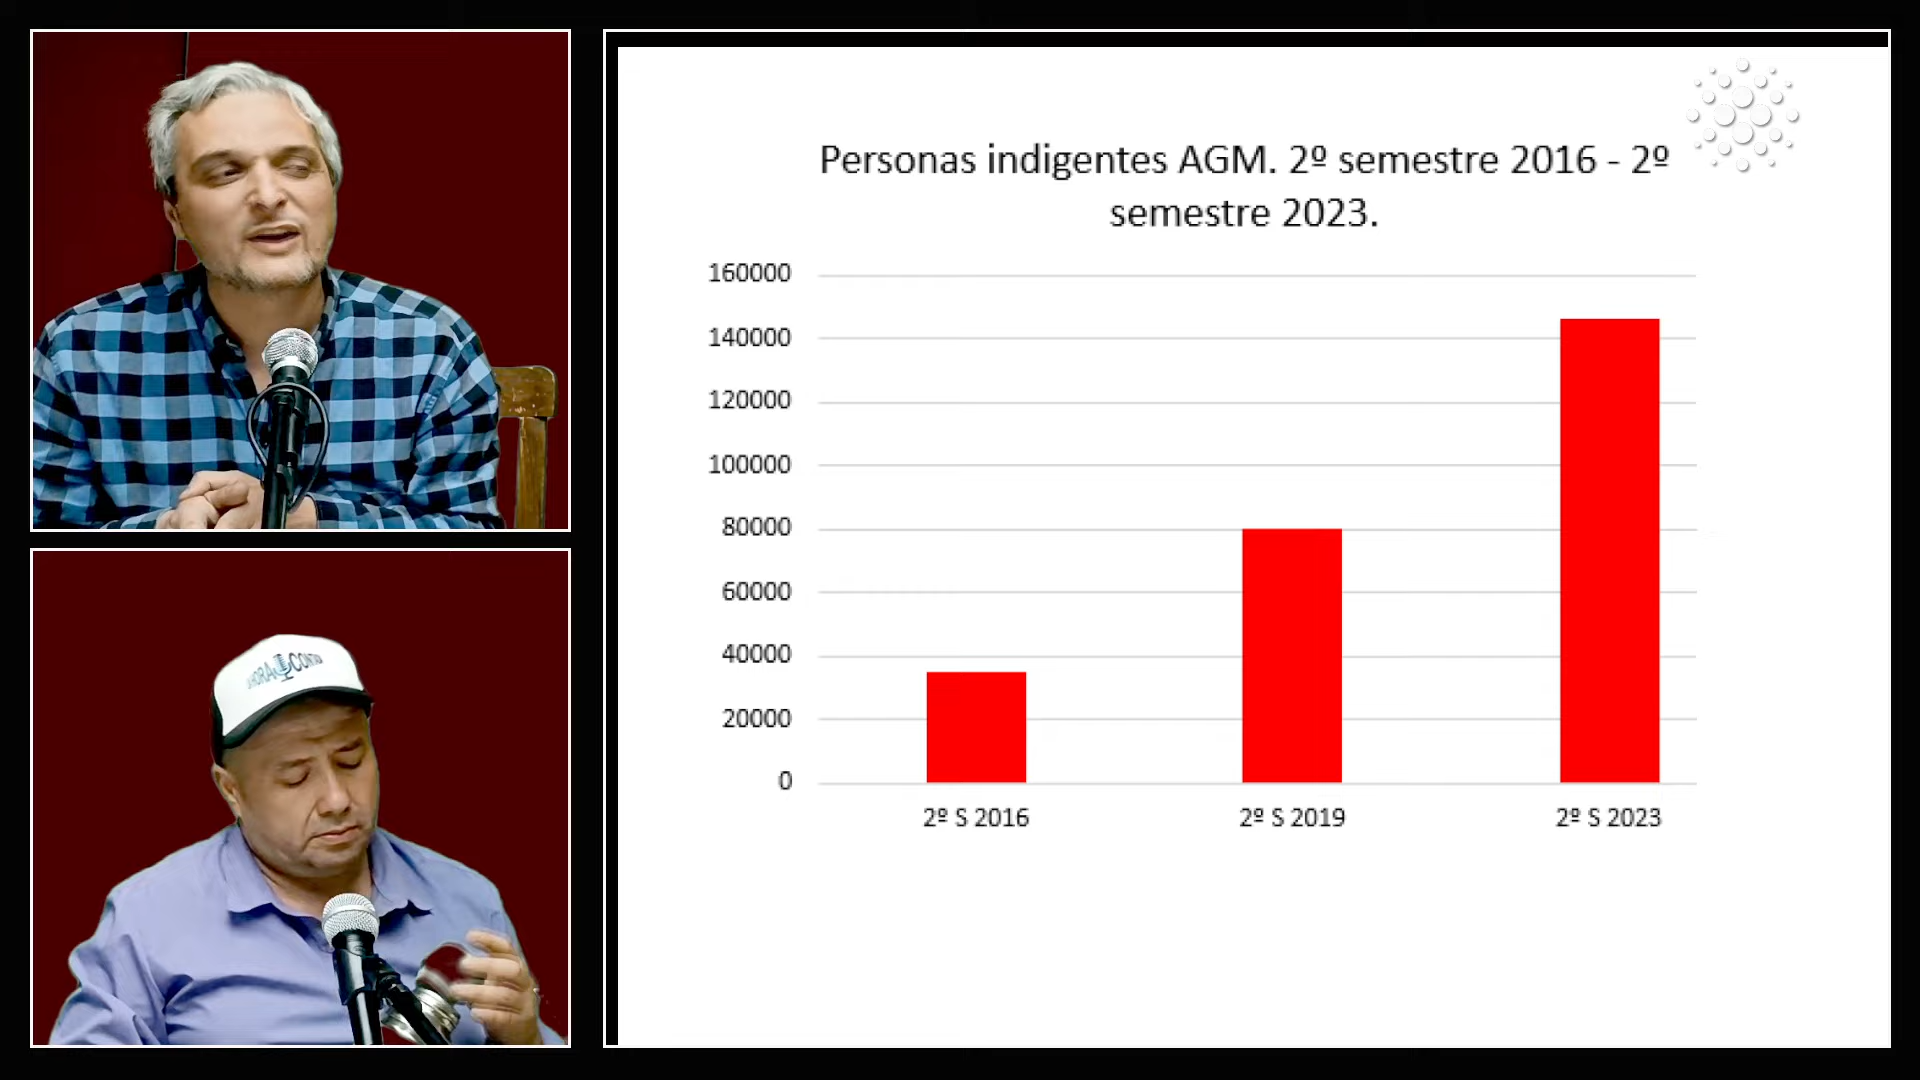 Personas indigentes AGM. 2º semestre 2016 - 2º
semestre 2023.
160000
140000
120000
100000
80000
60000
40000
20000
0
2º S 2016
2º S 2019
2º S 2023